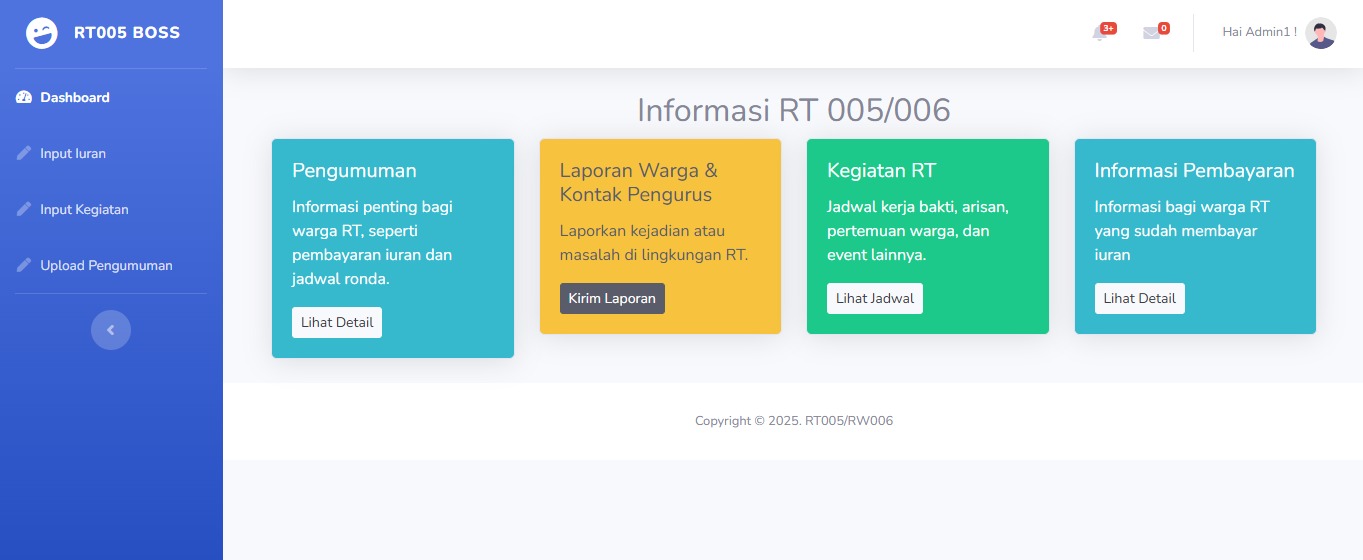 RT005 BOSS
3+
0
Hai Admin1 !
Dashboard
Input Iuran
Input Kegiatan
Upload Pengumuman
Informasi RT 005/006
Pengumuman
Informasi penting bagi
warga RT, seperti
pembayaran iuran dan
jadwal ronda.
Lihat Detail
Laporan Warga &
Kontak Pengurus
Laporkan kejadian atau
masalah di lingkungan RT.
Kirim Laporan
Kegiatan RT
Jadwal kerja bakti, arisan,
pertemuan warga, dan
event lainnya.
Lihat Jadwal
Informasi Pembayaran
Informasi bagi warga RT
yang sudah membayar
iuran
Lihat Detail
Copyright © 2025. RT005/RW006